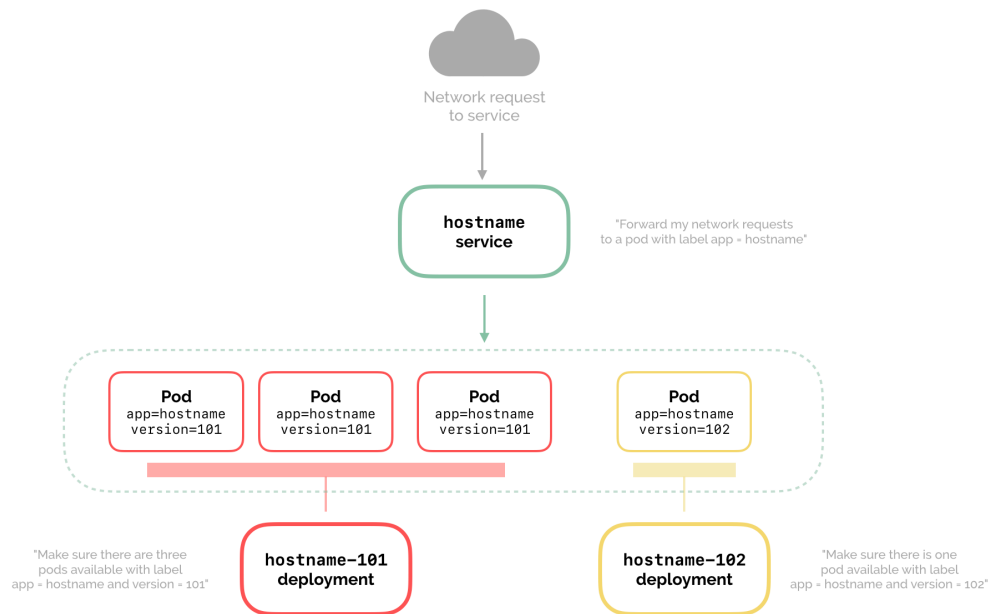 Network request
to service
hostname
service
"Forward my network requests
to a pod with label app = hostname"
Pod
app=hostname
version=101
Pod
app=hostname
version=101
Pod
app=hostname
version=101
Pod
app=hostname
version=102
"Make sure there are three
pods available with label
app = hostname and version = 101"
hostname-101
deployment
hostname-102
deployment
"Make sure there is one
pod available with label
app = hostname and version = 102"